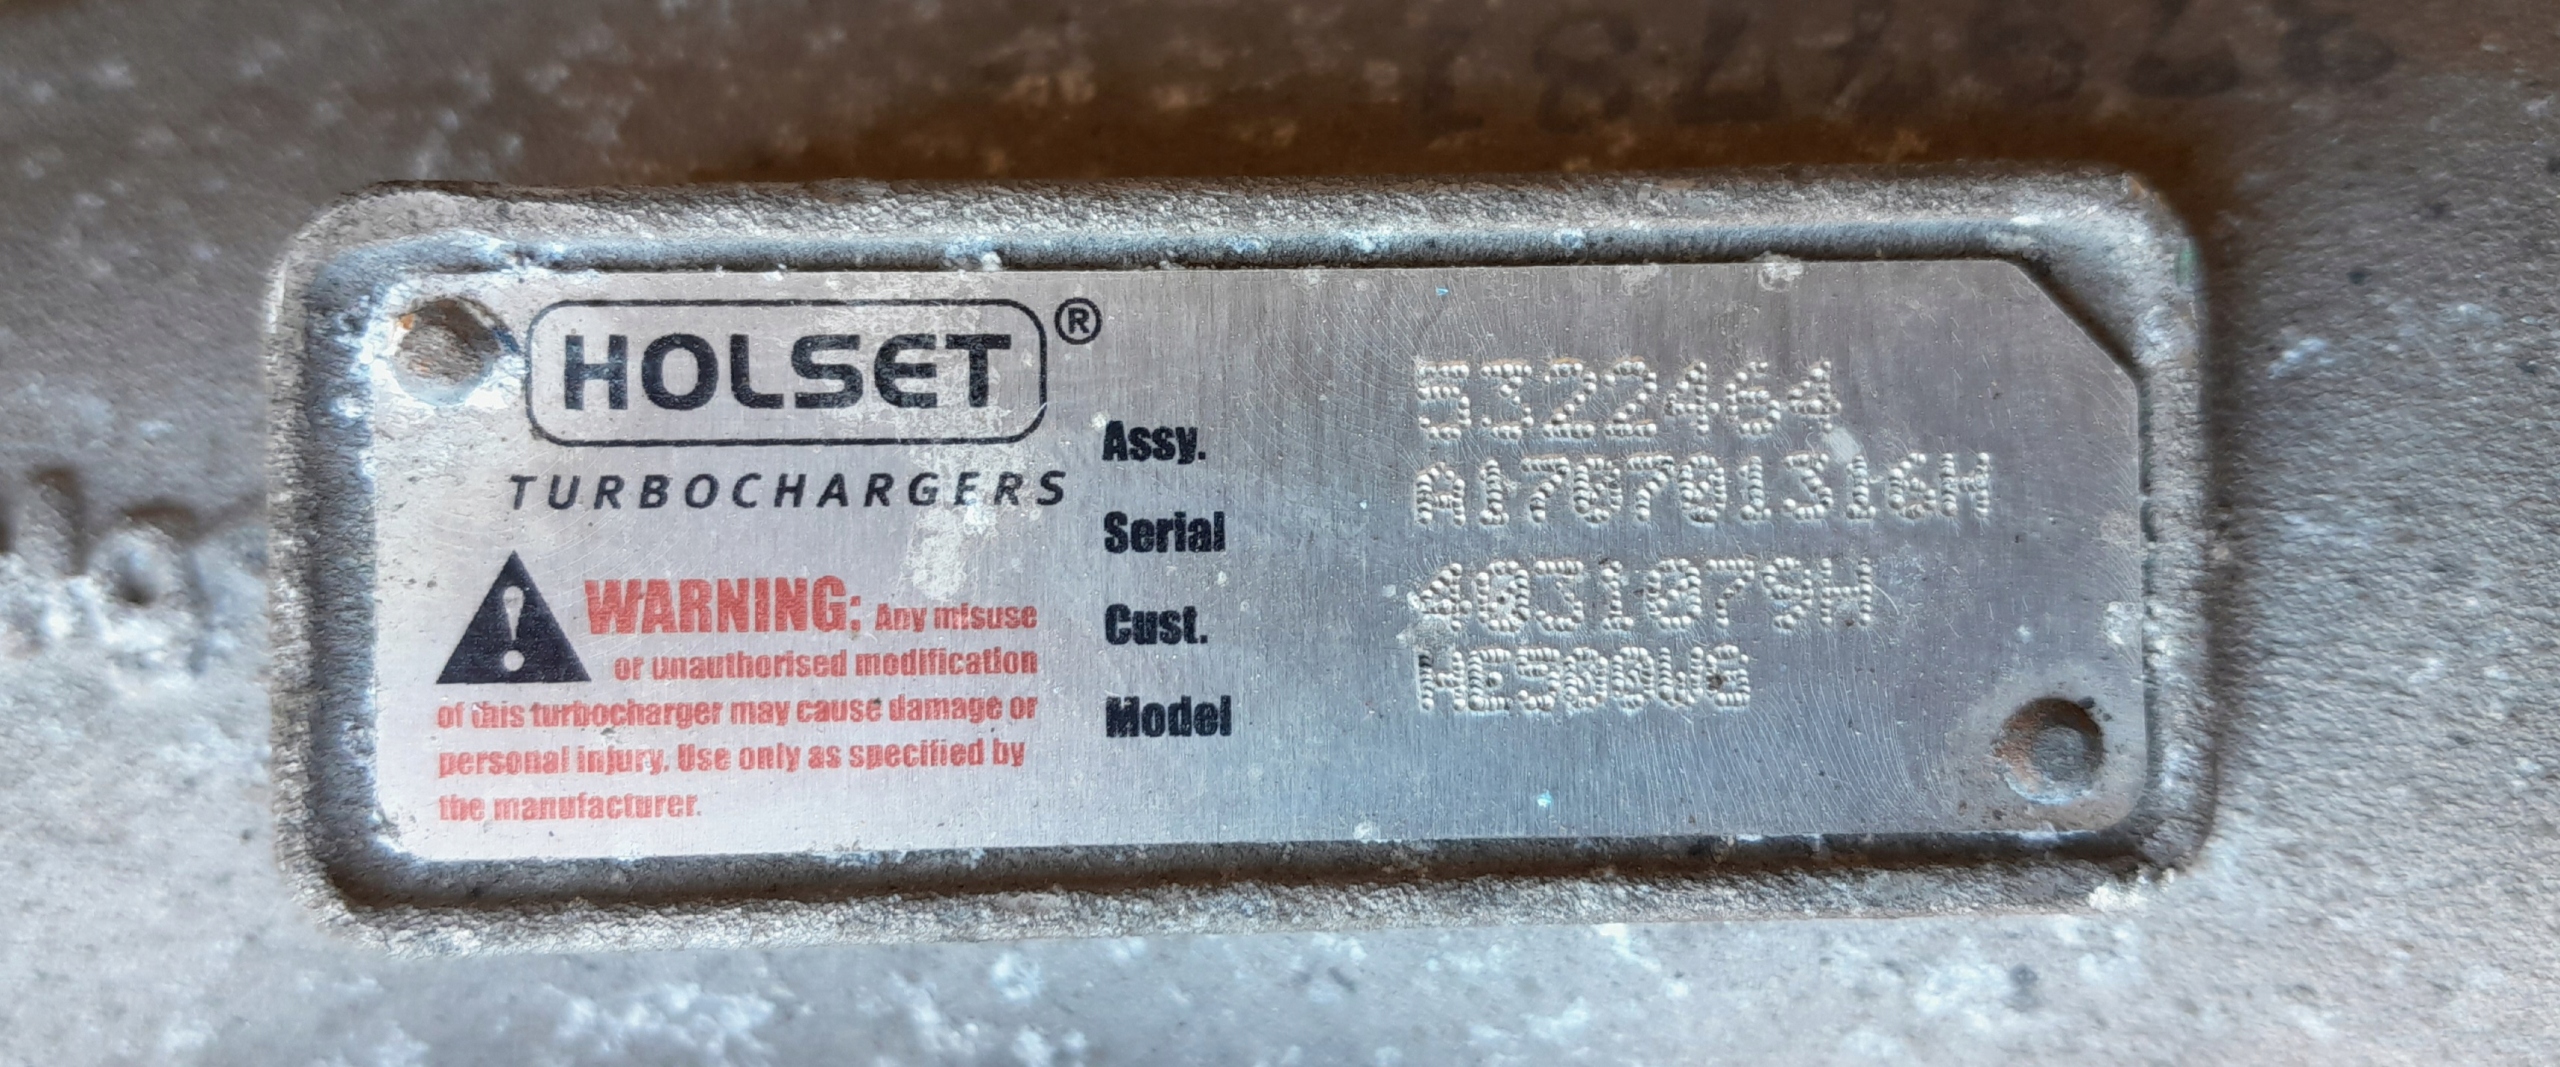 HOLSET®
TURBOCHARGERS
WARNING: Any misuse
or unauthorised modification
of this turbocharger may cause damage or
personal injury. Use only as specified by
the manufacturer.
Assy. 5322464
Serial A170701316H
Cust. 4031079H
Model HE500WG